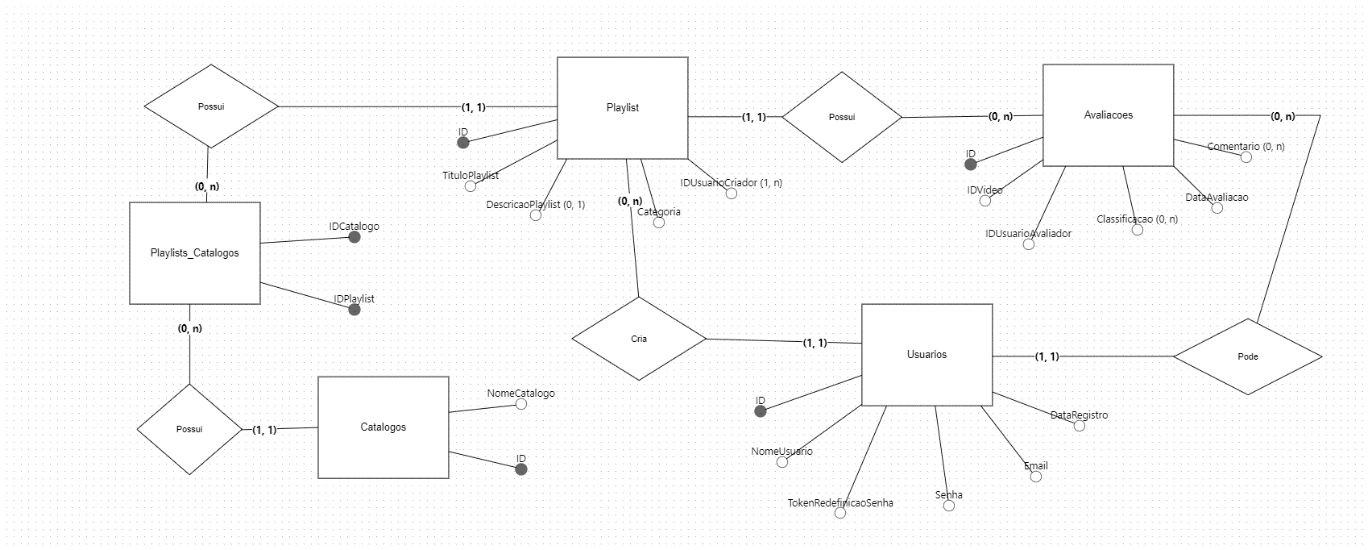 Possui
(1, 1)
Playlist
(1, 1)
Possui
(0, n)
Avaliacoes
(0, n)
ID
TituloPlaylist
DescricaoPlaylist (0, 1)
(0, n)
Categoria
IDUsuarioCriador (1, n)
ID
IDVideo
IDUsuarioAvaliador
Classificacao (0, n)
DataAvaliacao
Comentario (0, n)
(0, n)
Playlists_Catalogos
IDCatalogo
IDPlaylist
(0, n)
Cria
(1, 1)
Usuarios
(1, 1)
Pode
Possui
(1, 1)
Catalogos
NomeCatalogo
ID
ID
NomeUsuario
TokenRedefinicaoSenha
Senha
Email
DataRegistro